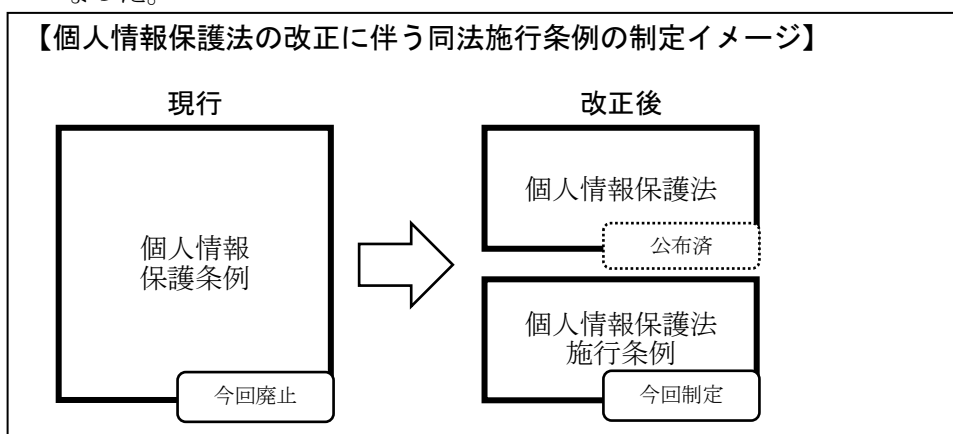 なった。
【個人情報保護法の改正に伴う同法施行条例の制定イメージ】
現行
改正後
個人情報
保護条例
今回廃止
個人情報保護法
公布済
個人情報保護法
施行条例
今回制定